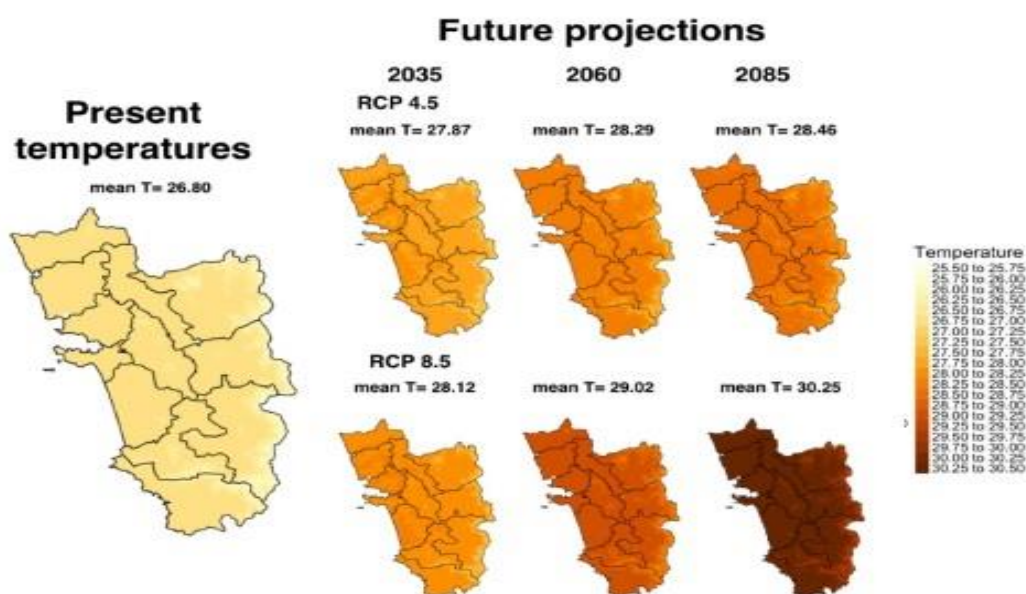 Future projections
2035 2060 2085
RCP 4.5
mean T= 27.87 mean T= 28.29 mean T= 28.46
Present
temperatures
mean T= 26.80
RCP 8.5
mean T= 28.12 mean T= 29.02 mean T= 30.25
Temperature
25.50 to 25.75
25.75 to 26.00
26.00 to 26.25
26.25 to 26.50
26.50 to 26.75
26.75 to 27.00
27.00 to 27.25
27.25 to 27.50
27.50 to 27.75
27.75 to 28.00
28.00 to 28.25
28.25 to 28.50
28.50 to 28.75
28.75 to 29.00
29.00 to 29.25
29.25 to 29.50
29.50 to 29.75
29.75 to 30.00
30.00 to 30.25
30.25 to 30.50